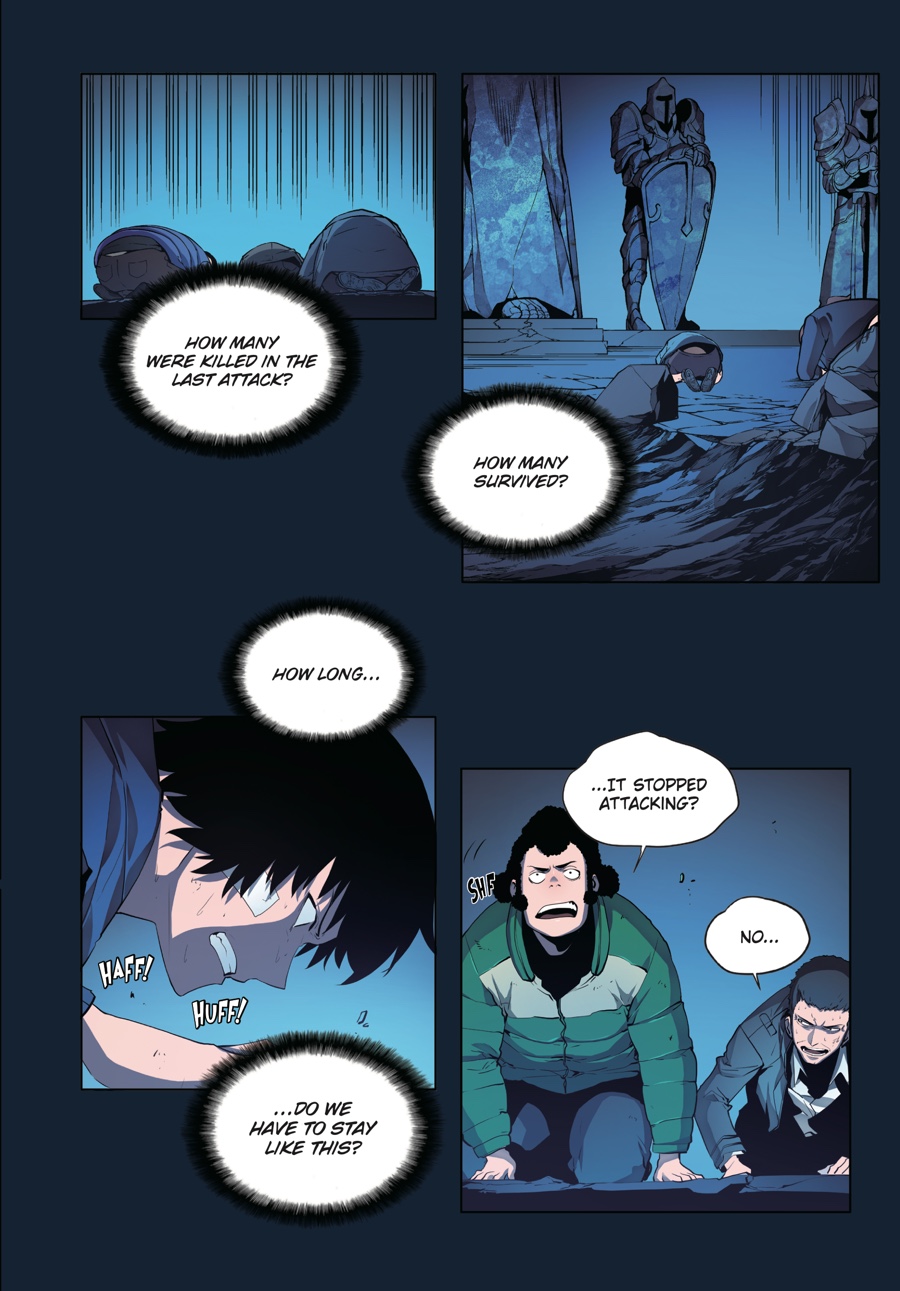 HOW MANY
WERE KILLED IN THE
LAST ATTACK?
HOW MANY
SURVIVED?
HOW LONG...
HAFF!
HUFF!
...DO WE
HAVE TO STAY
LIKE THIS?
...IT STOPPED
ATTACKING?
SHF
NO...